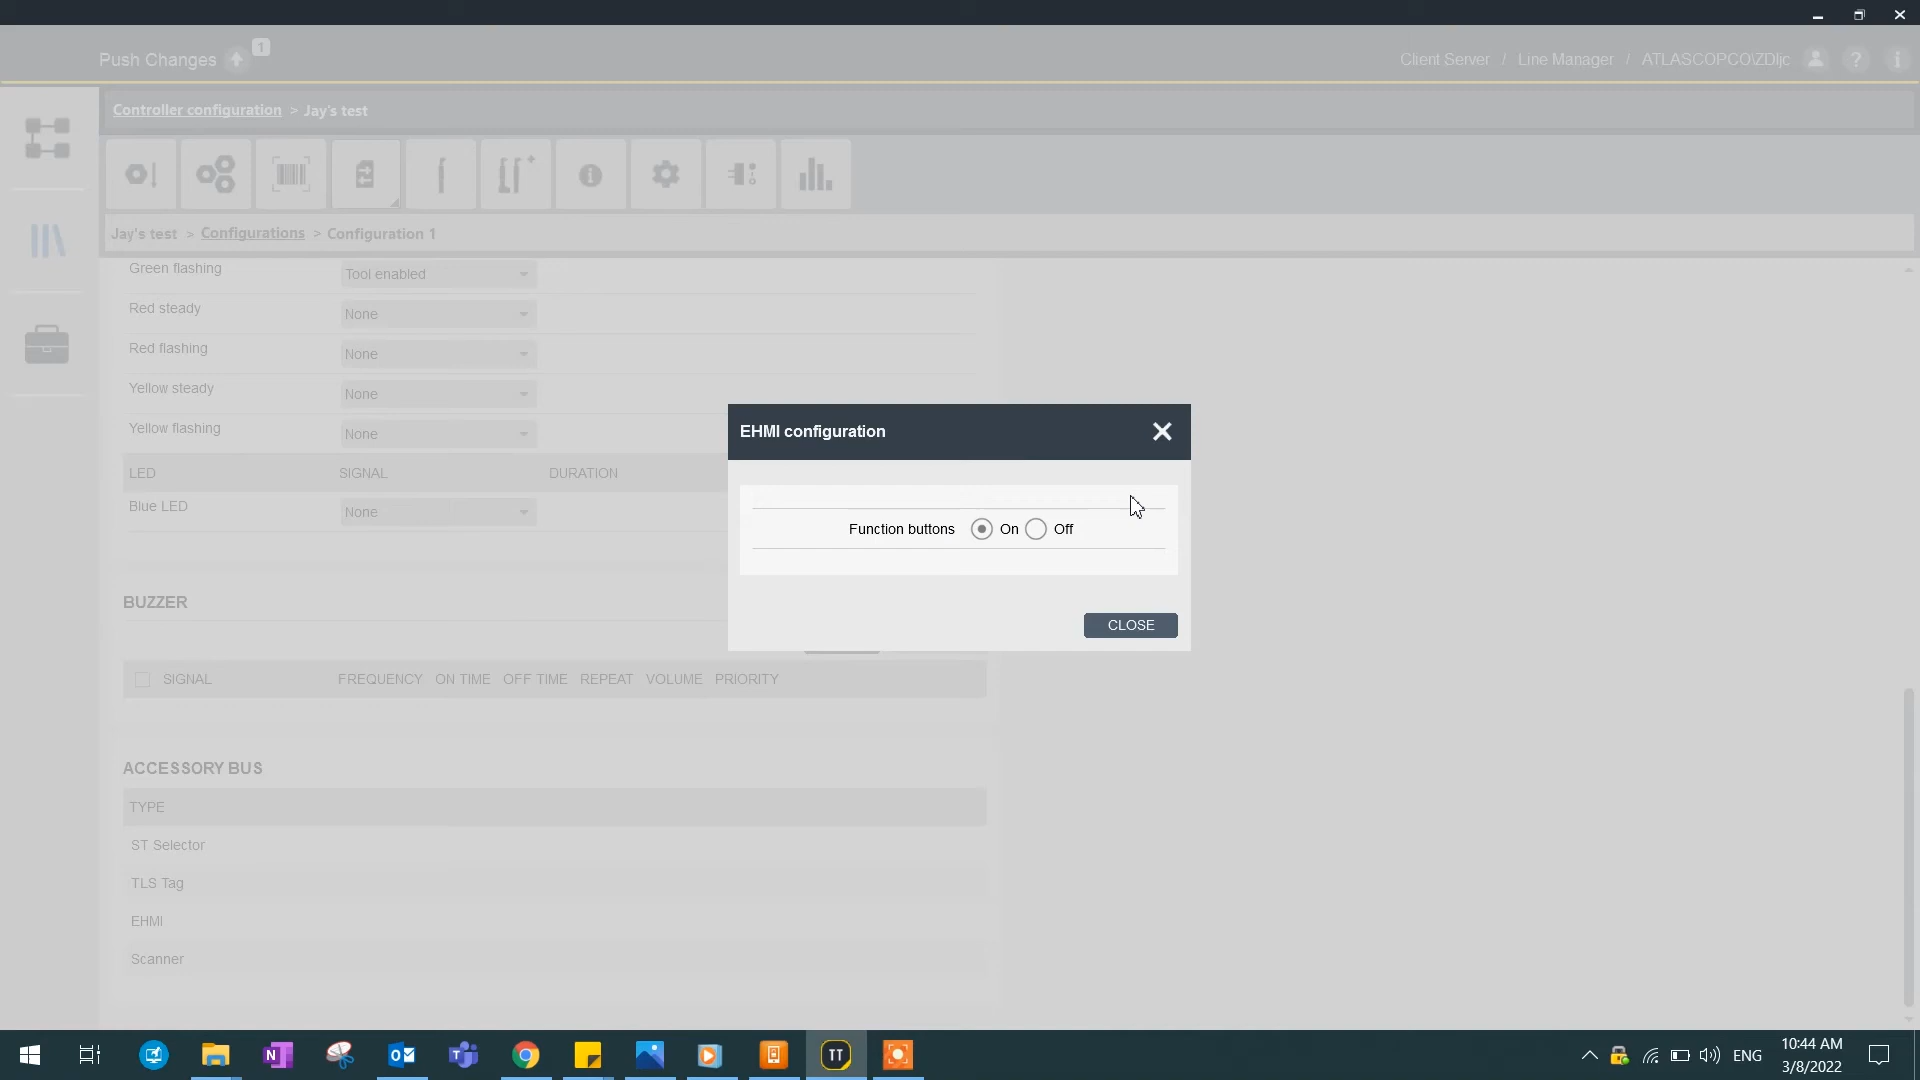 Push Changes 1
Client Server / Line Manager / ATLASCOPCO\ZDljc ? i
Controller configuration > Jay's test
Jay's test > Configurations > Configuration 1
Green flashing Tool enabled
Red steady None
Red flashing None
Yellow steady None
Yellow flashing None
LED SIGNAL DURATION
Blue LED None
EHMI configuration
Function buttons On Off
CLOSE
BUZZER
SIGNAL FREQUENCY ON TIME OFF TIME REPEAT VOLUME PRIORITY
ACCESSORY BUS
TYPE
ST Selector
TLS Tag
EHMI
Scanner
ENG
10:44 AM
3/8/2022